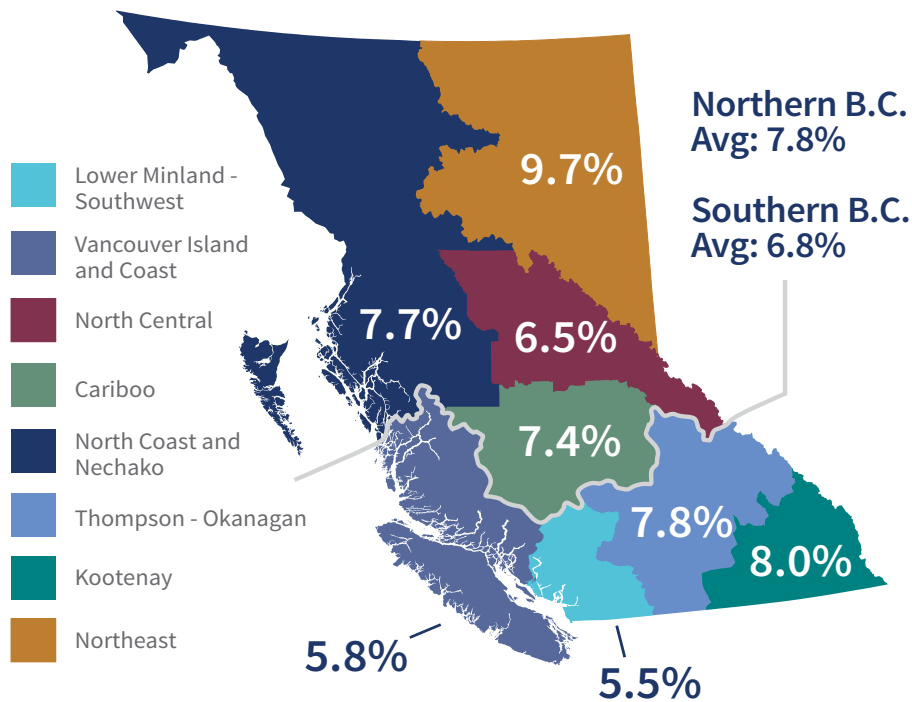 Northern B.C.
Avg: 7.8%
Southern B.C.
Avg: 6.8%
Lower Minland -
Southwest
Vancouver Island
and Coast
North Central
Cariboo
North Coast and
Nechako
Thompson - Okanagan
Kootenay
Northeast
9.7%
7.7%
6.5%
7.4%
7.8%
8.0%
5.8%
5.5%